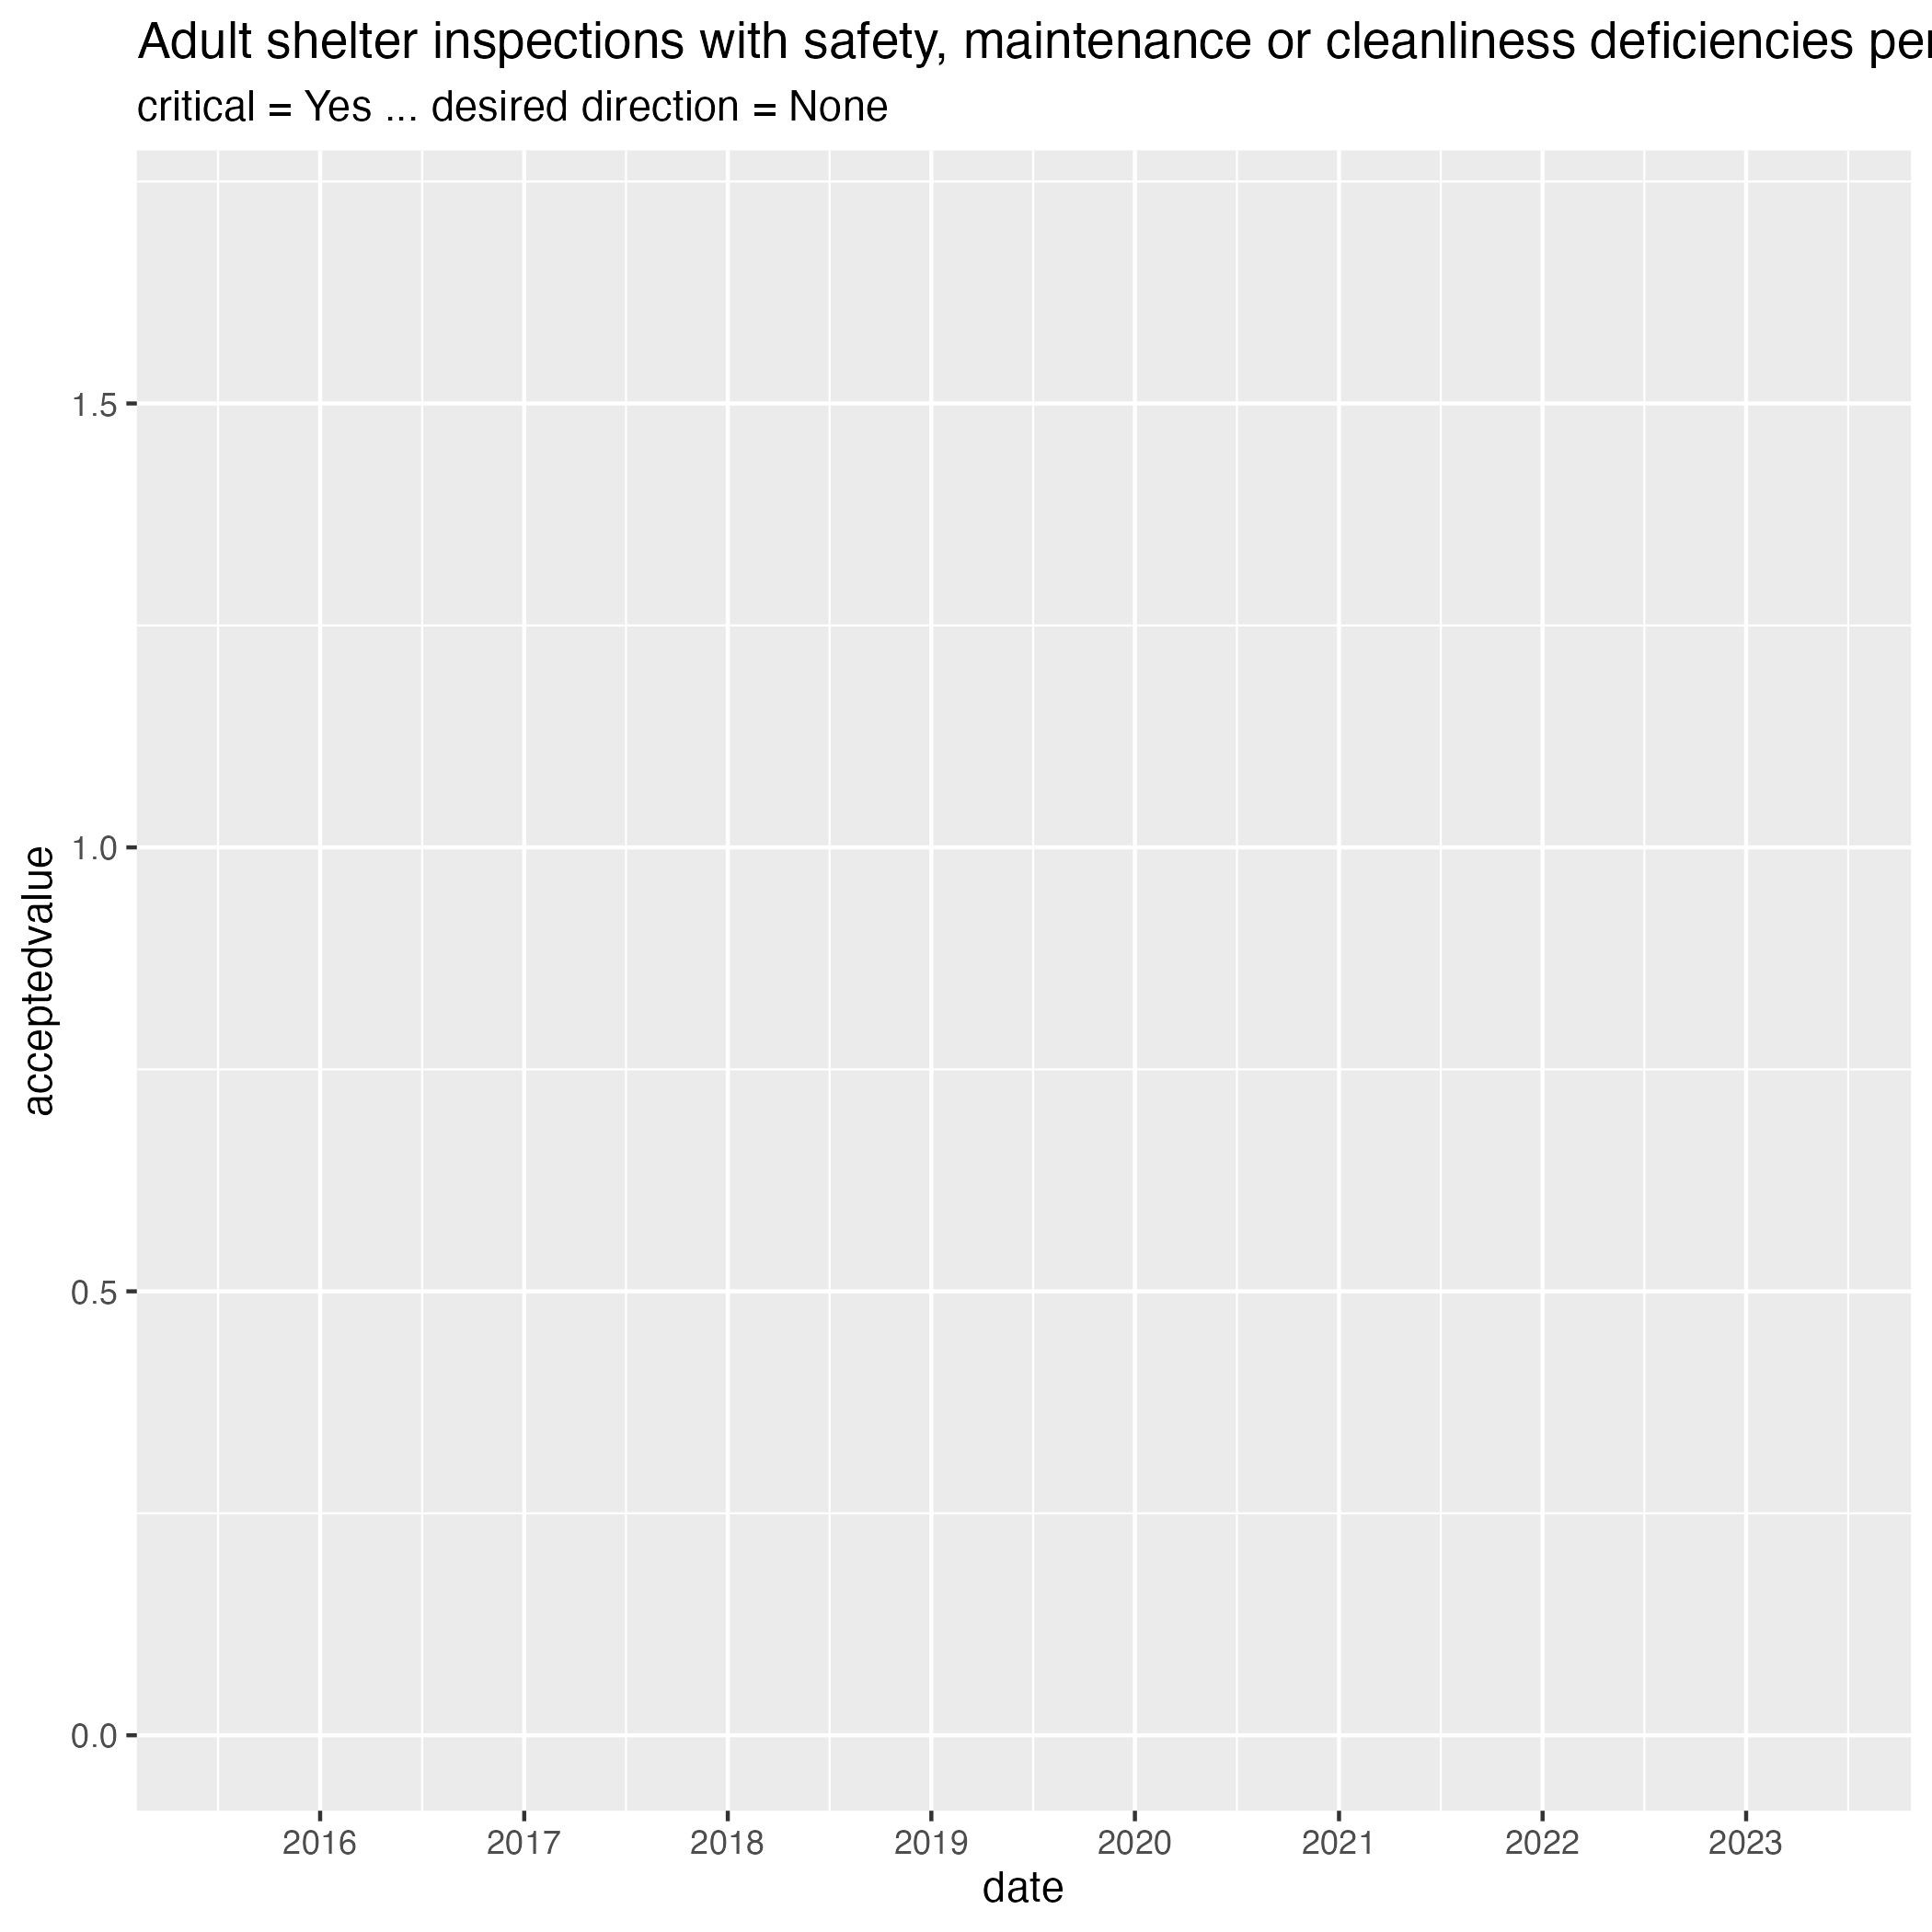 Adult shelter inspections with safety, maintenance or cleanliness deficiencies per
critical = Yes ... desired direction = None
acceptedvalue
1.5
1.0
0.5
0.0
2016 2017 2018 2019 2020 2021 2022 2023
date